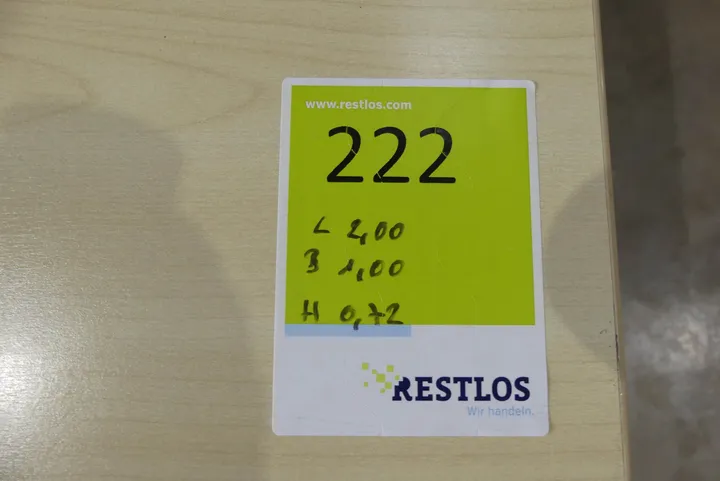 www.restlos.com
222
L 2,00
B 1,00
H 0,72
RESTLOS
Wir handeln.